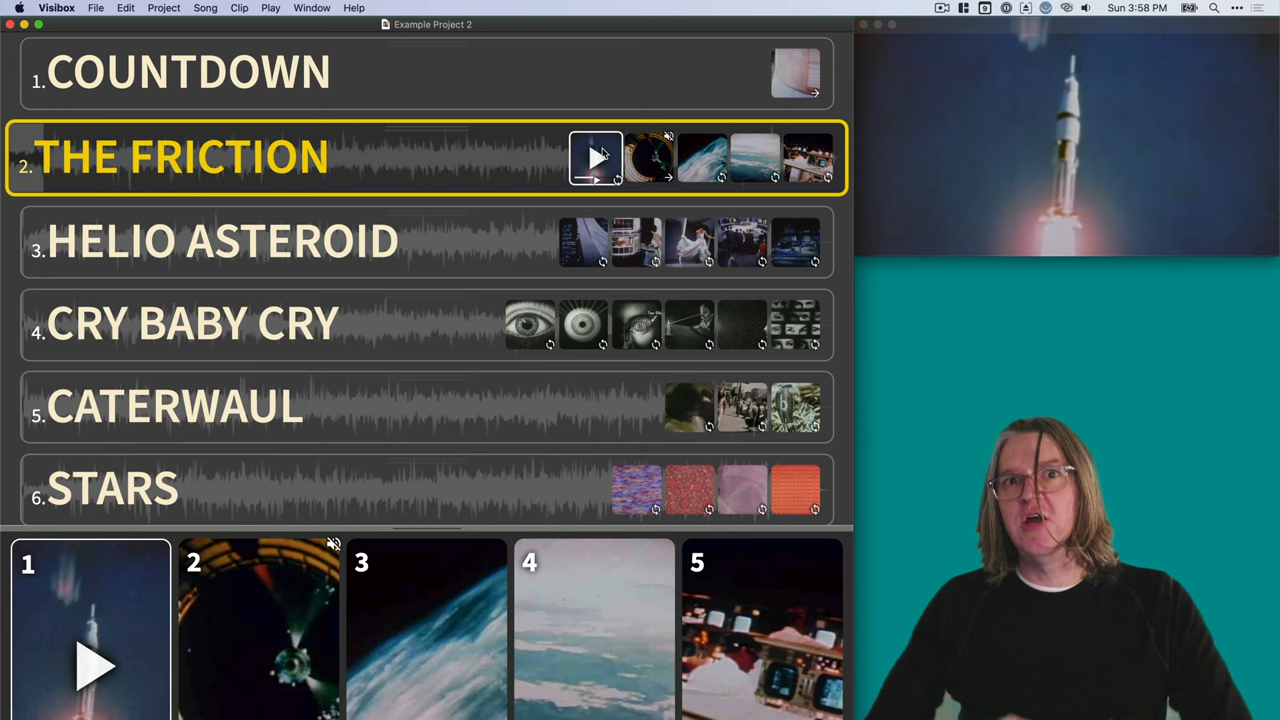 Visibox File Edit Project Song Clip Play Window Help
9
Sun 3:58 PM
Example Project 2
1. COUNTDOWN
2. THE FRICTION
3. HELIO ASTEROID
4. CRY BABY CRY
5. CATERWAUL
6. STARS
1 2 3 4 5